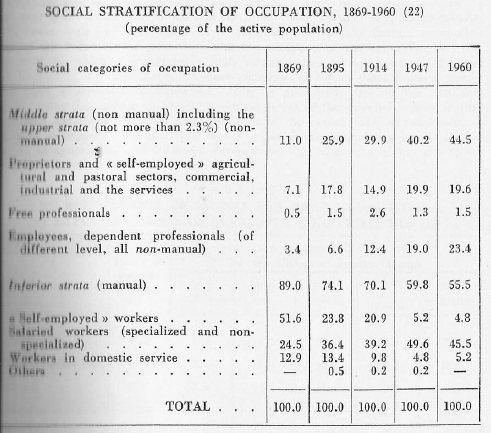 SOCIAL STRATIFICATION OF OCCUPATION, 1869-1960 (22)
(percentage of the active population)
Social categories of occupation 1869 1895 1914 1947 1960
Middle strata (non manual) including the
upper strata (not more than 2.3%) (non-
manual) . . . . . . . . . . . 11.0 25.9 29.9 40.2 44.5
Proprietors and « self-employed » agricul-
tural and pastoral sectors, commercial,
industrial and the services . . . . . 7.1 17.8 14.9 19.9 19.6
Free professionals . . . . . . . . . 0.5 1.5 2.6 1.3 1.5
Employees, dependent professionals (of
different level, all non-manual) . . . 3.4 6.6 12.4 19.0 23.4
Inferior strata (manual) . . . . . . . 89.0 74.1 70.1 59.8 55.5
« Self-employed » workers . . . . . . 51.6 23.8 20.9 5.2 4.8
Salaried workers (specialized and non-
specialized) . . . . . . . . . . 24.5 36.4 39.2 49.6 45.5
Workers in domestic service . . . . . 12.9 13.4 9.8 4.8 5.2
Others . . . . . . . . . . . . — 0.5 0.2 0.2 —
TOTAL . . . 100.0 100.0 100.0 100.0 100.0